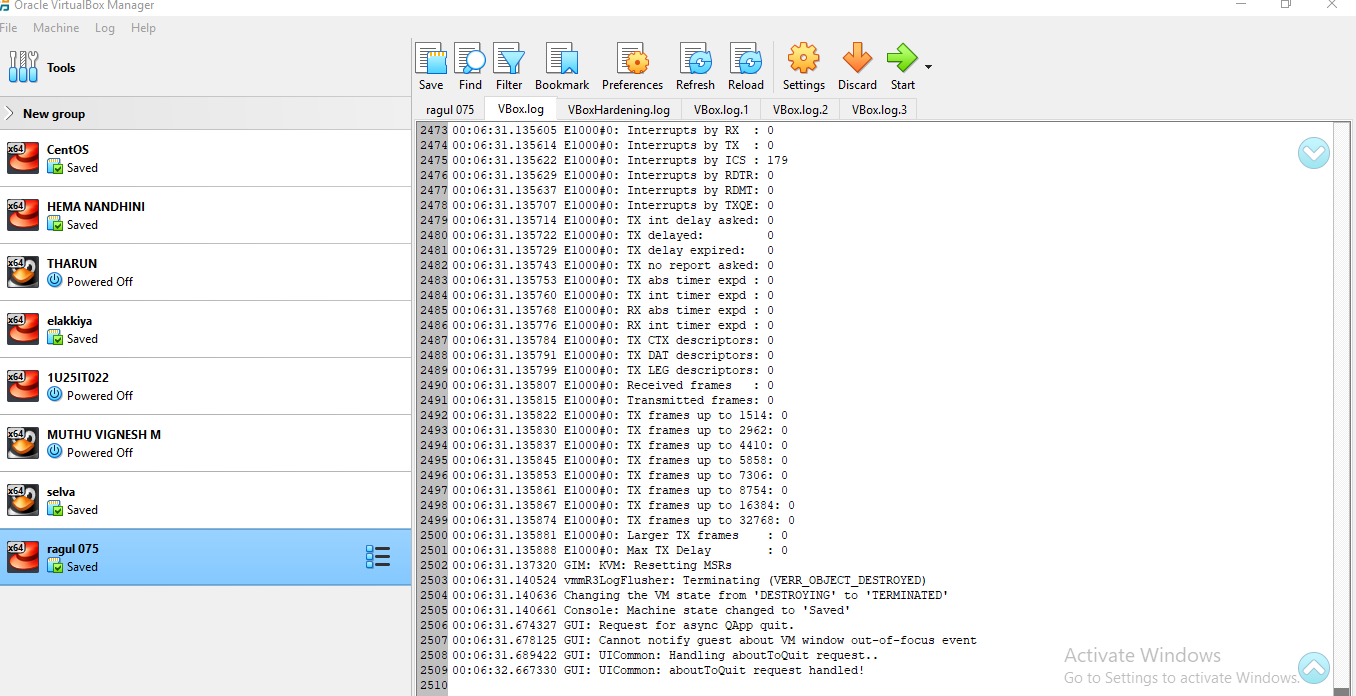 Oracle VirtualBox Manager
File Machine Log Help
Tools
New group
x64 CentOS
Saved
x64 HEMA NANDHINI
Saved
x64 THARUN
Powered Off
x64 elakkiya
Saved
x64 1U25IT022
Powered Off
x64 MUTHU VIGNESH M
Powered Off
x64 selva
Saved
x64 ragul 075
Saved
Save Find Filter Bookmark Preferences Refresh Reload Settings Discard Start
ragul 075 VBox.log VBoxHardening.log VBox.log.1 VBox.log.2 VBox.log.3
2473 00:06:31.135605 E1000#0: Interrupts by RX  : 0
2474 00:06:31.135614 E1000#0: Interrupts by TX  : 0
2475 00:06:31.135622 E1000#0: Interrupts by ICS : 179
2476 00:06:31.135629 E1000#0: Interrupts by RDTR: 0
2477 00:06:31.135637 E1000#0: Interrupts by RDMT: 0
2478 00:06:31.135707 E1000#0: Interrupts by TXQE: 0
2479 00:06:31.135714 E1000#0: TX int delay asked: 0
2480 00:06:31.135722 E1000#0: TX delayed:         0
2481 00:06:31.135729 E1000#0: TX delay expired:   0
2482 00:06:31.135743 E1000#0: TX no report asked: 0
2483 00:06:31.135753 E1000#0: TX abs timer expd : 0
2484 00:06:31.135760 E1000#0: TX int timer expd : 0
2485 00:06:31.135768 E1000#0: RX abs timer expd : 0
2486 00:06:31.135776 E1000#0: RX int timer expd : 0
2487 00:06:31.135784 E1000#0: TX CTX descriptors: 0
2488 00:06:31.135791 E1000#0: TX DAT descriptors: 0
2489 00:06:31.135799 E1000#0: TX LEG descriptors: 0
2490 00:06:31.135807 E1000#0: Received frames   : 0
2491 00:06:31.135815 E1000#0: Transmitted frames: 0
2492 00:06:31.135822 E1000#0: TX frames up to 1514: 0
2493 00:06:31.135830 E1000#0: TX frames up to 2962: 0
2494 00:06:31.135837 E1000#0: TX frames up to 4410: 0
2495 00:06:31.135845 E1000#0: TX frames up to 5858: 0
2496 00:06:31.135853 E1000#0: TX frames up to 7306: 0
2497 00:06:31.135861 E1000#0: TX frames up to 8754: 0
2498 00:06:31.135867 E1000#0: TX frames up to 16384: 0
2499 00:06:31.135874 E1000#0: TX frames up to 32768: 0
2500 00:06:31.135881 E1000#0: Larger TX frames    : 0
2501 00:06:31.135888 E1000#0: Max TX Delay        : 0
2502 00:06:31.137320 GIM: KVM: Resetting MSRs
2503 00:06:31.140524 vmmR3LogFlusher: Terminating (VERR_OBJECT_DESTROYED)
2504 00:06:31.140636 Changing the VM state from 'DESTROYING' to 'TERMINATED'
2505 00:06:31.140661 Console: Machine state changed to 'Saved'
2506 00:06:31.674327 GUI: Request for async QApp quit.
2507 00:06:31.678125 GUI: Cannot notify guest about VM window out-of-focus event
2508 00:06:31.689422 GUI: UICommon: Handling aboutToQuit request..
2509 00:06:32.667330 GUI: UICommon: aboutToQuit request handled!
2510
Activate Windows
Go to Settings to activate Windows.